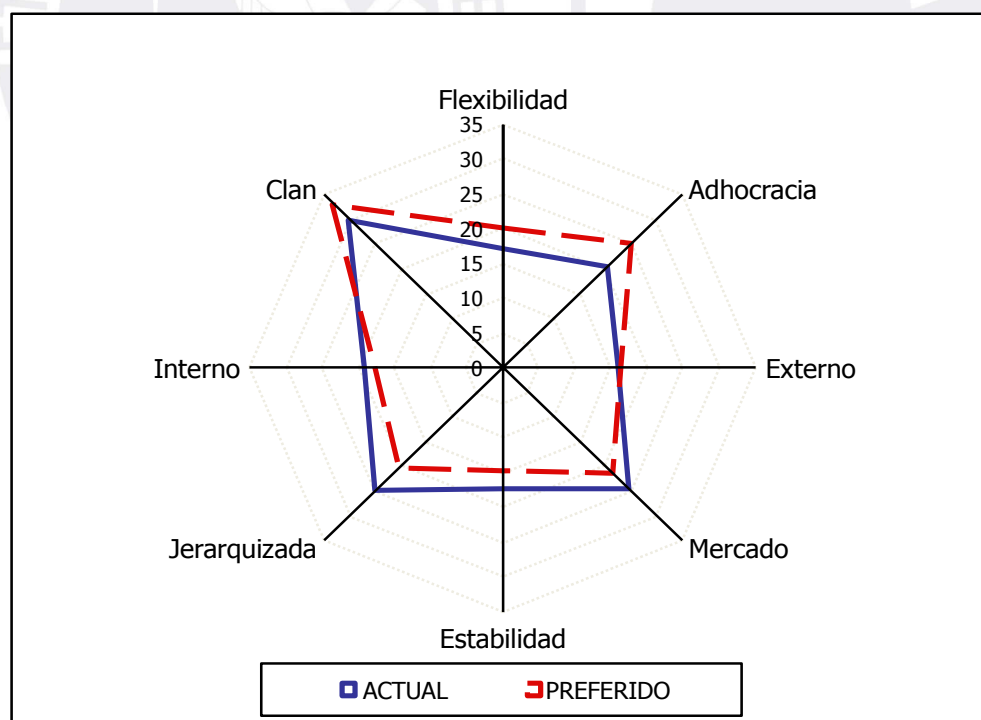 Flexibilidad
35
30
25
20
15
10
5
0
Clan
Adhocracia
Interno
Externo
Jerarquizada
Mercado
Estabilidad
ACTUAL PREFERIDO